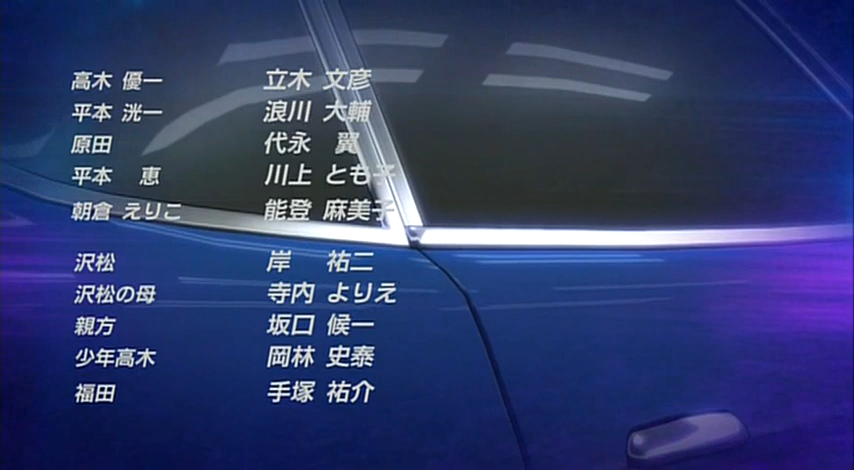 高木 優一 立木 文彦
平本 洸一 浪川 大輔
原田 代永 翼
平本 恵 川上 とも子
朝倉 えりこ 能登 麻美子
沢松 岸 祐二
沢松の母 寺内 よりえ
親方 坂口 候一
少年高木 岡林 史泰
福田 手塚 祐介